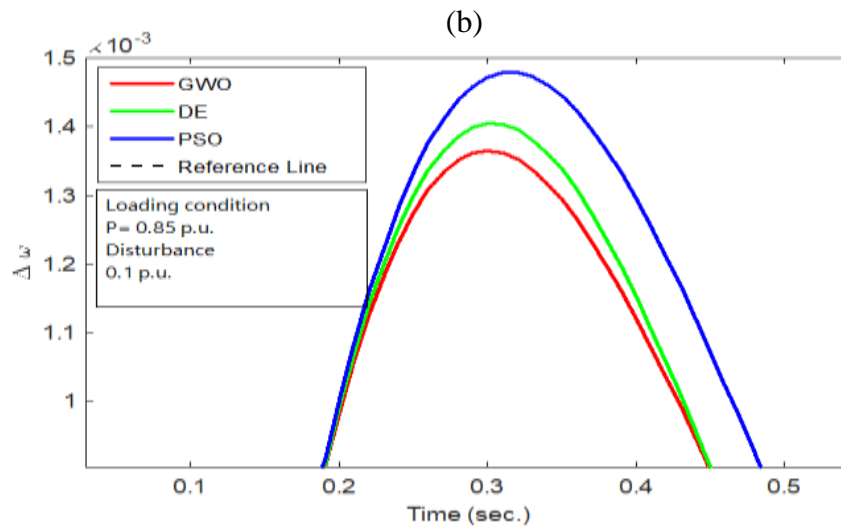 (b)
×10-3
1.5
1.4
1.3
1.2
1.1
1
Δω
GWO
DE
PSO
Reference Line
Loading condition
P= 0.85 p.u.
Disturbance
0.1 p.u.
0.1 0.2 0.3 0.4 0.5
Time (sec.)